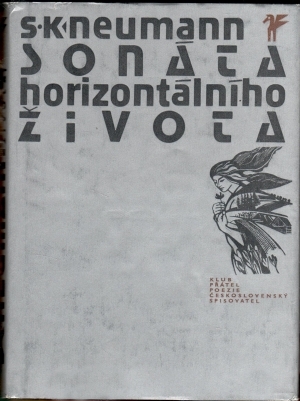 s·k·neumann
SONÁTA
horizontálního
ŽIVOTA
KLUB
PŘÁTEL
POEZIE
ČESKOSLOVENSKÝ
SPISOVATEL